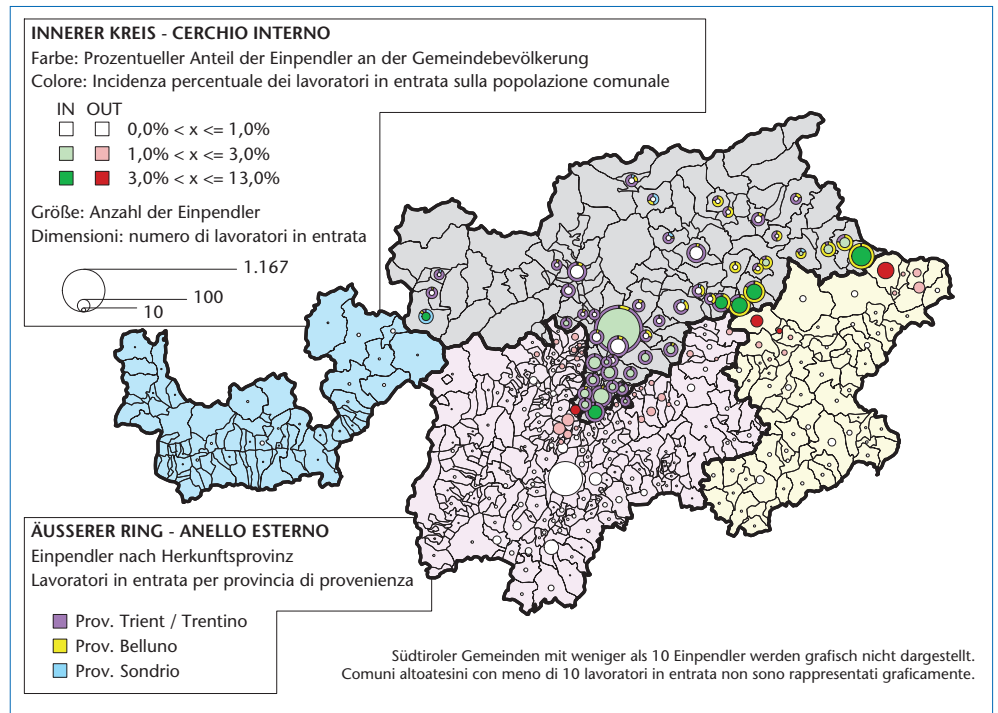 INNERER KREIS - CERCHIO INTERNO
Farbe: Prozentueller Anteil der Einpendler an der Gemeindebevölkerung
Colore: Incidenza percentuale dei lavoratori in entrata sulla popolazione comunale
IN OUT
0,0% < x <= 1,0%
1,0% < x <= 3,0%
3,0% < x <= 13,0%
Größe: Anzahl der Einpendler
Dimensioni: numero di lavoratori in entrata
1.167
100
10
ÄUSSERER RING - ANELLO ESTERNO
Einpendler nach Herkunftsprovinz
Lavoratori in entrata per provincia di provenienza
Prov. Trient / Trentino
Prov. Belluno
Prov. Sondrio
Südtiroler Gemeinden mit weniger als 10 Einpendler werden grafisch nicht dargestellt.
Comuni altoatesini con meno di 10 lavoratori in entrata non sono rappresentati graficamente.